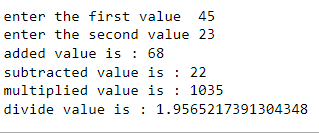 enter the first value  45
enter the second value 23
added value is : 68
subtracted value is : 22
multiplied value is : 1035
divide value is : 1.9565217391304348